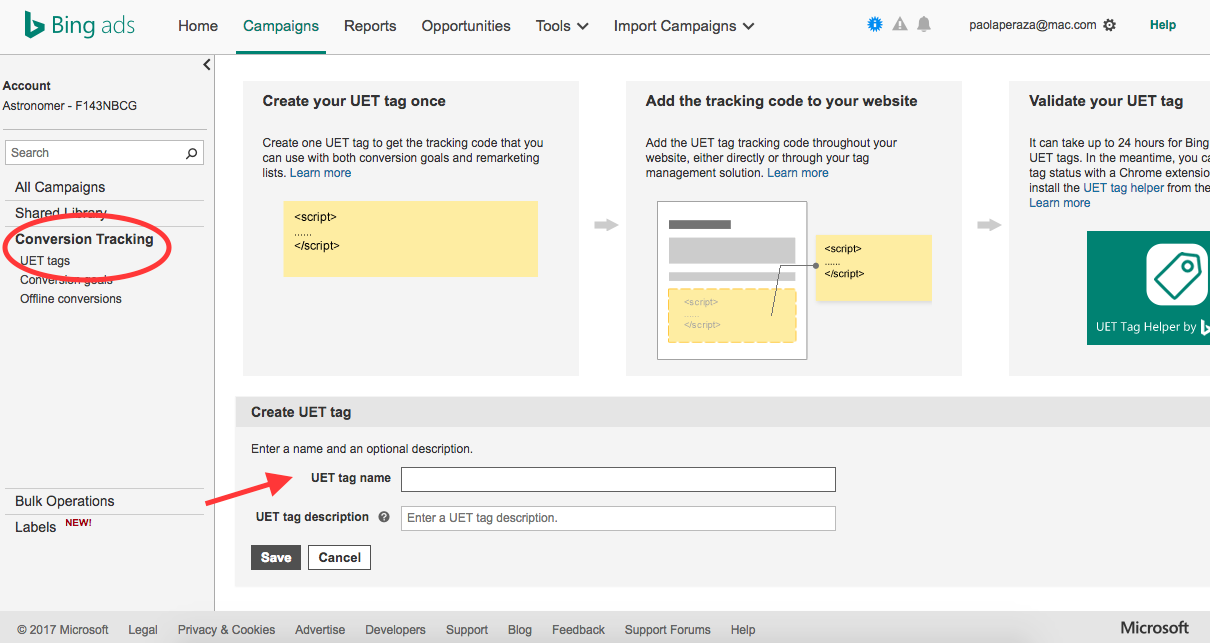 Bing ads
Home
Campaigns
Reports
Opportunities
Tools
Import Campaigns
paolaperaza@mac.com
Help
Account
Astronomer - F143NBCG
Search
All Campaigns
Shared Library
Conversion Tracking
UET tags
Conversion goals
Offline conversions
Bulk Operations
Labels NEW!
Create your UET tag once
Create one UET tag to get the tracking code that you
can use with both conversion goals and remarketing
lists. Learn more
<script>
......
</script>
Add the tracking code to your website
Add the UET tag tracking code throughout your
website, either directly or through your tag
management solution. Learn more
<script>
......
</script>
<script>
......
</script>
Validate your UET tag
It can take up to 24 hours for Bing
UET tags. In the meantime, you ca
tag status with a Chrome extensio
install the UET tag helper from the
Learn more
UET Tag Helper by
Create UET tag
Enter a name and an optional description.
UET tag name
UET tag description ?
Enter a UET tag description.
Save
Cancel
© 2017 Microsoft
Legal
Privacy & Cookies
Advertise
Developers
Support
Blog
Feedback
Support Forums
Help
Microsoft